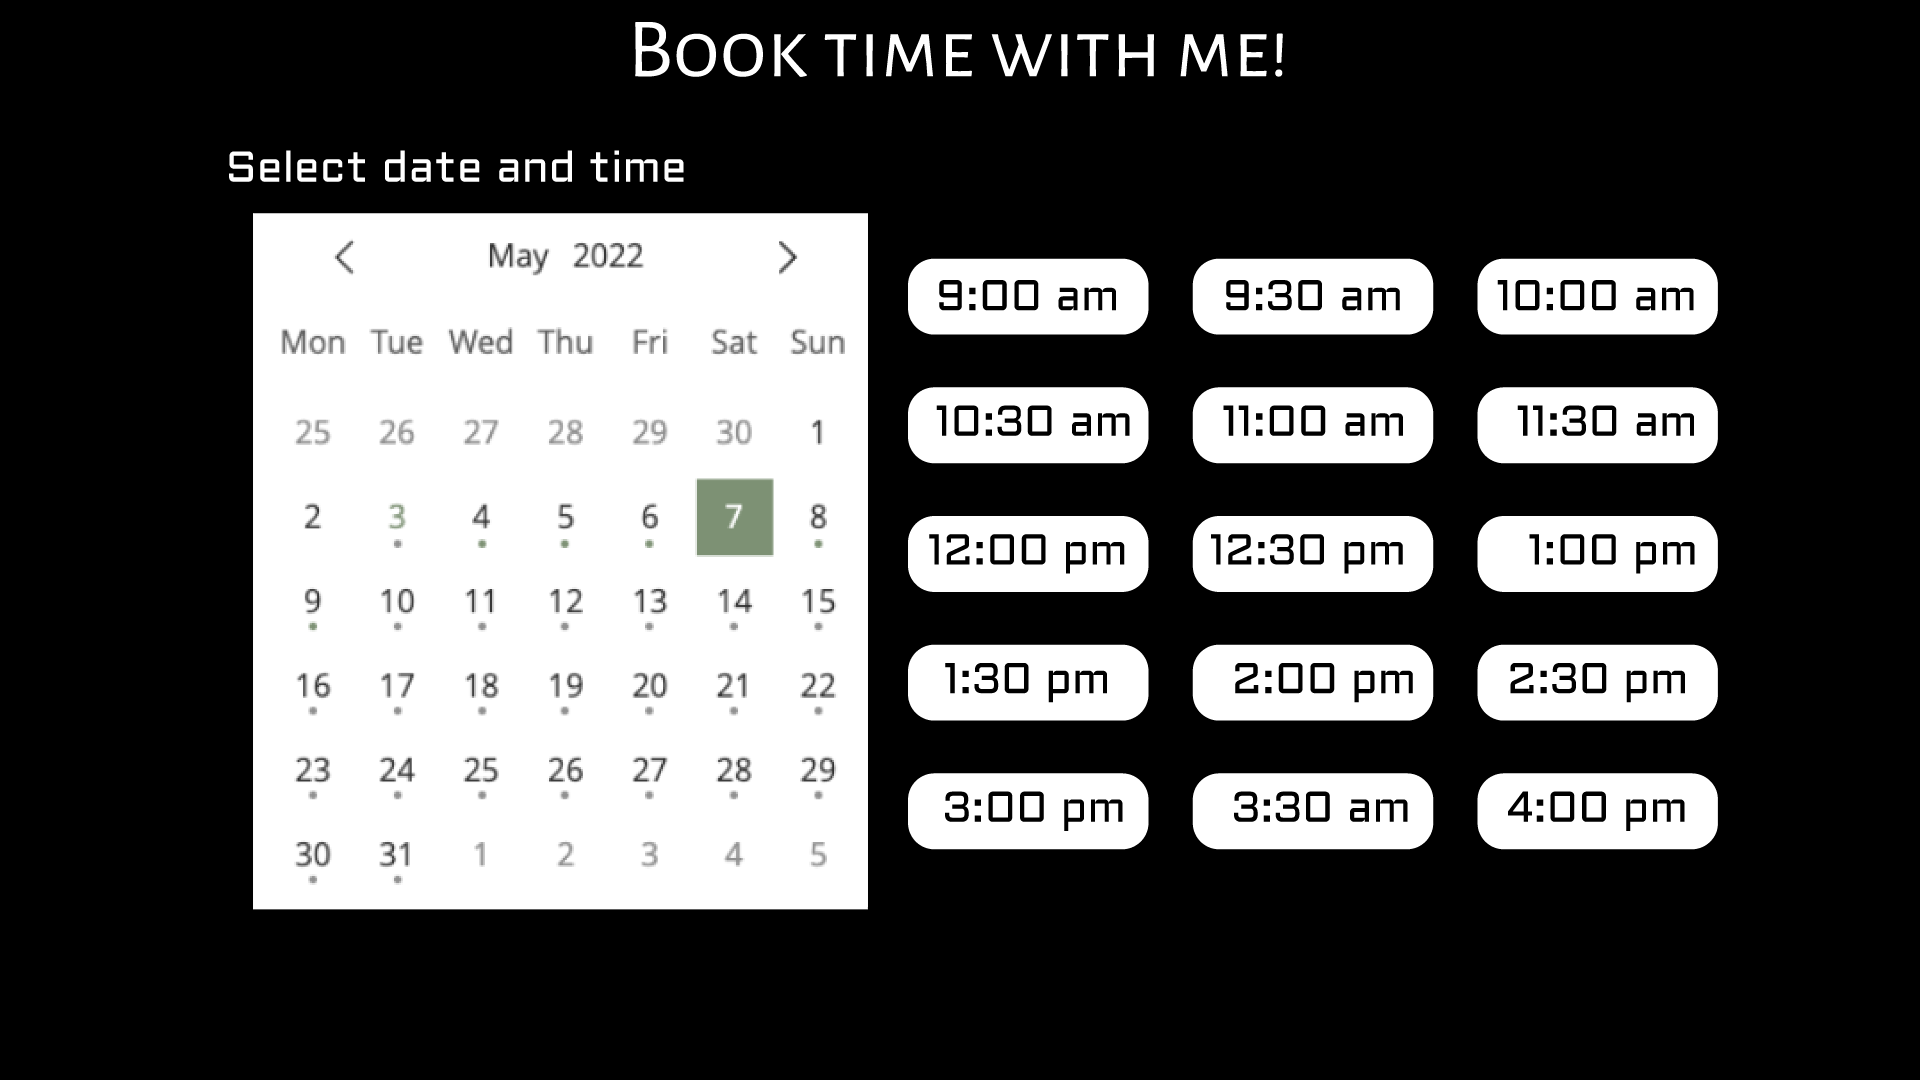 Book time with me!
Select date and time
May 2022
Mon Tue Wed Thu Fri Sat Sun
25 26 27 28 29 30 1
2 3 4 5 6 7 8
9 10 11 12 13 14 15
16 17 18 19 20 21 22
23 24 25 26 27 28 29
30 31 1 2 3 4 5
9:00 am 9:30 am 10:00 am
10:30 am 11:00 am 11:30 am
12:00 pm 12:30 pm 1:00 pm
1:30 pm 2:00 pm 2:30 pm
3:00 pm 3:30 am 4:00 pm